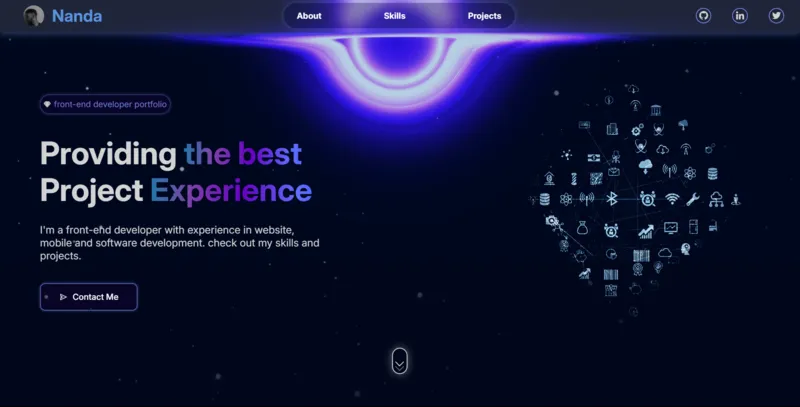 Nanda
About
Skills
Projects
front-end developer portfolio
Providing the best
Project Experience
I'm a front-end developer with experience in website,
mobile and software development. check out my skills and
projects.
Contact Me